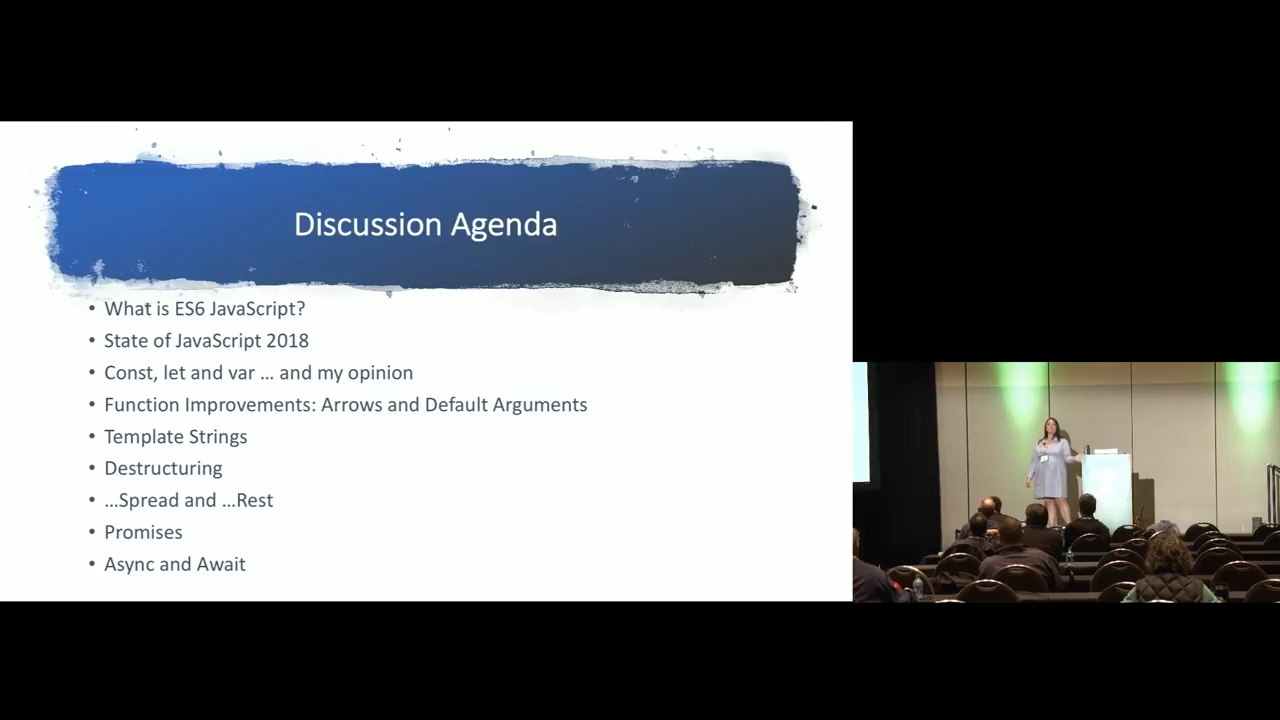 Discussion Agenda
• What is ES6 JavaScript?
• State of JavaScript 2018
• Const, let and var … and my opinion
• Function Improvements: Arrows and Default Arguments
• Template Strings
• Destructuring
• …Spread and …Rest
• Promises
• Async and Await